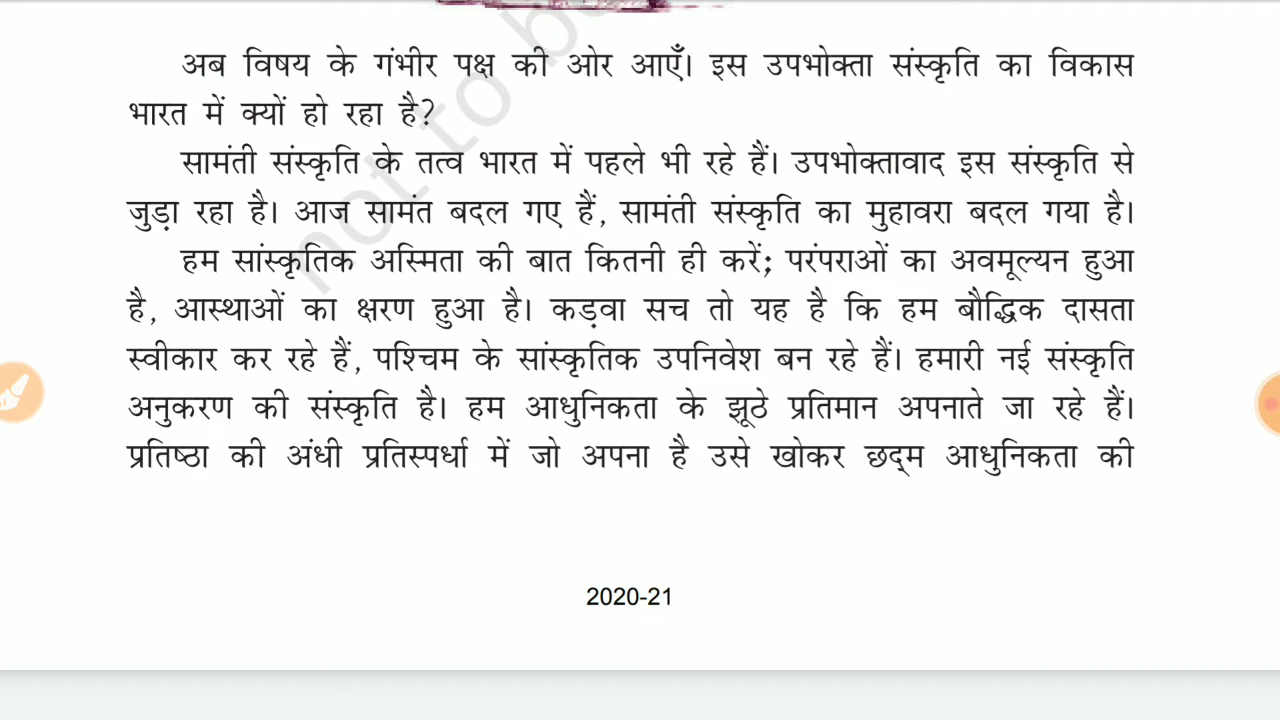 अब विषय के गंभीर पक्ष की ओर आएँ। इस उपभोक्ता संस्कृति का विकास
भारत में क्यों हो रहा है?
सामंती संस्कृति के तत्व भारत में पहले भी रहे हैं। उपभोक्तावाद इस संस्कृति से
जुड़ा रहा है। आज सामंत बदल गए हैं, सामंती संस्कृति का मुहावरा बदल गया है।
हम सांस्कृतिक अस्मिता की बात कितनी ही करें; परंपराओं का अवमूल्यन हुआ
है, आस्थाओं का क्षरण हुआ है। कड़वा सच तो यह है कि हम बौद्धिक दासता
स्वीकार कर रहे हैं, पश्चिम के सांस्कृतिक उपनिवेश बन रहे हैं। हमारी नई संस्कृति
अनुकरण की संस्कृति है। हम आधुनिकता के झूठे प्रतिमान अपनाते जा रहे हैं।
प्रतिष्ठा की अंधी प्रतिस्पर्धा में जो अपना है उसे खोकर छद्म आधुनिकता की
not to be
2020-21